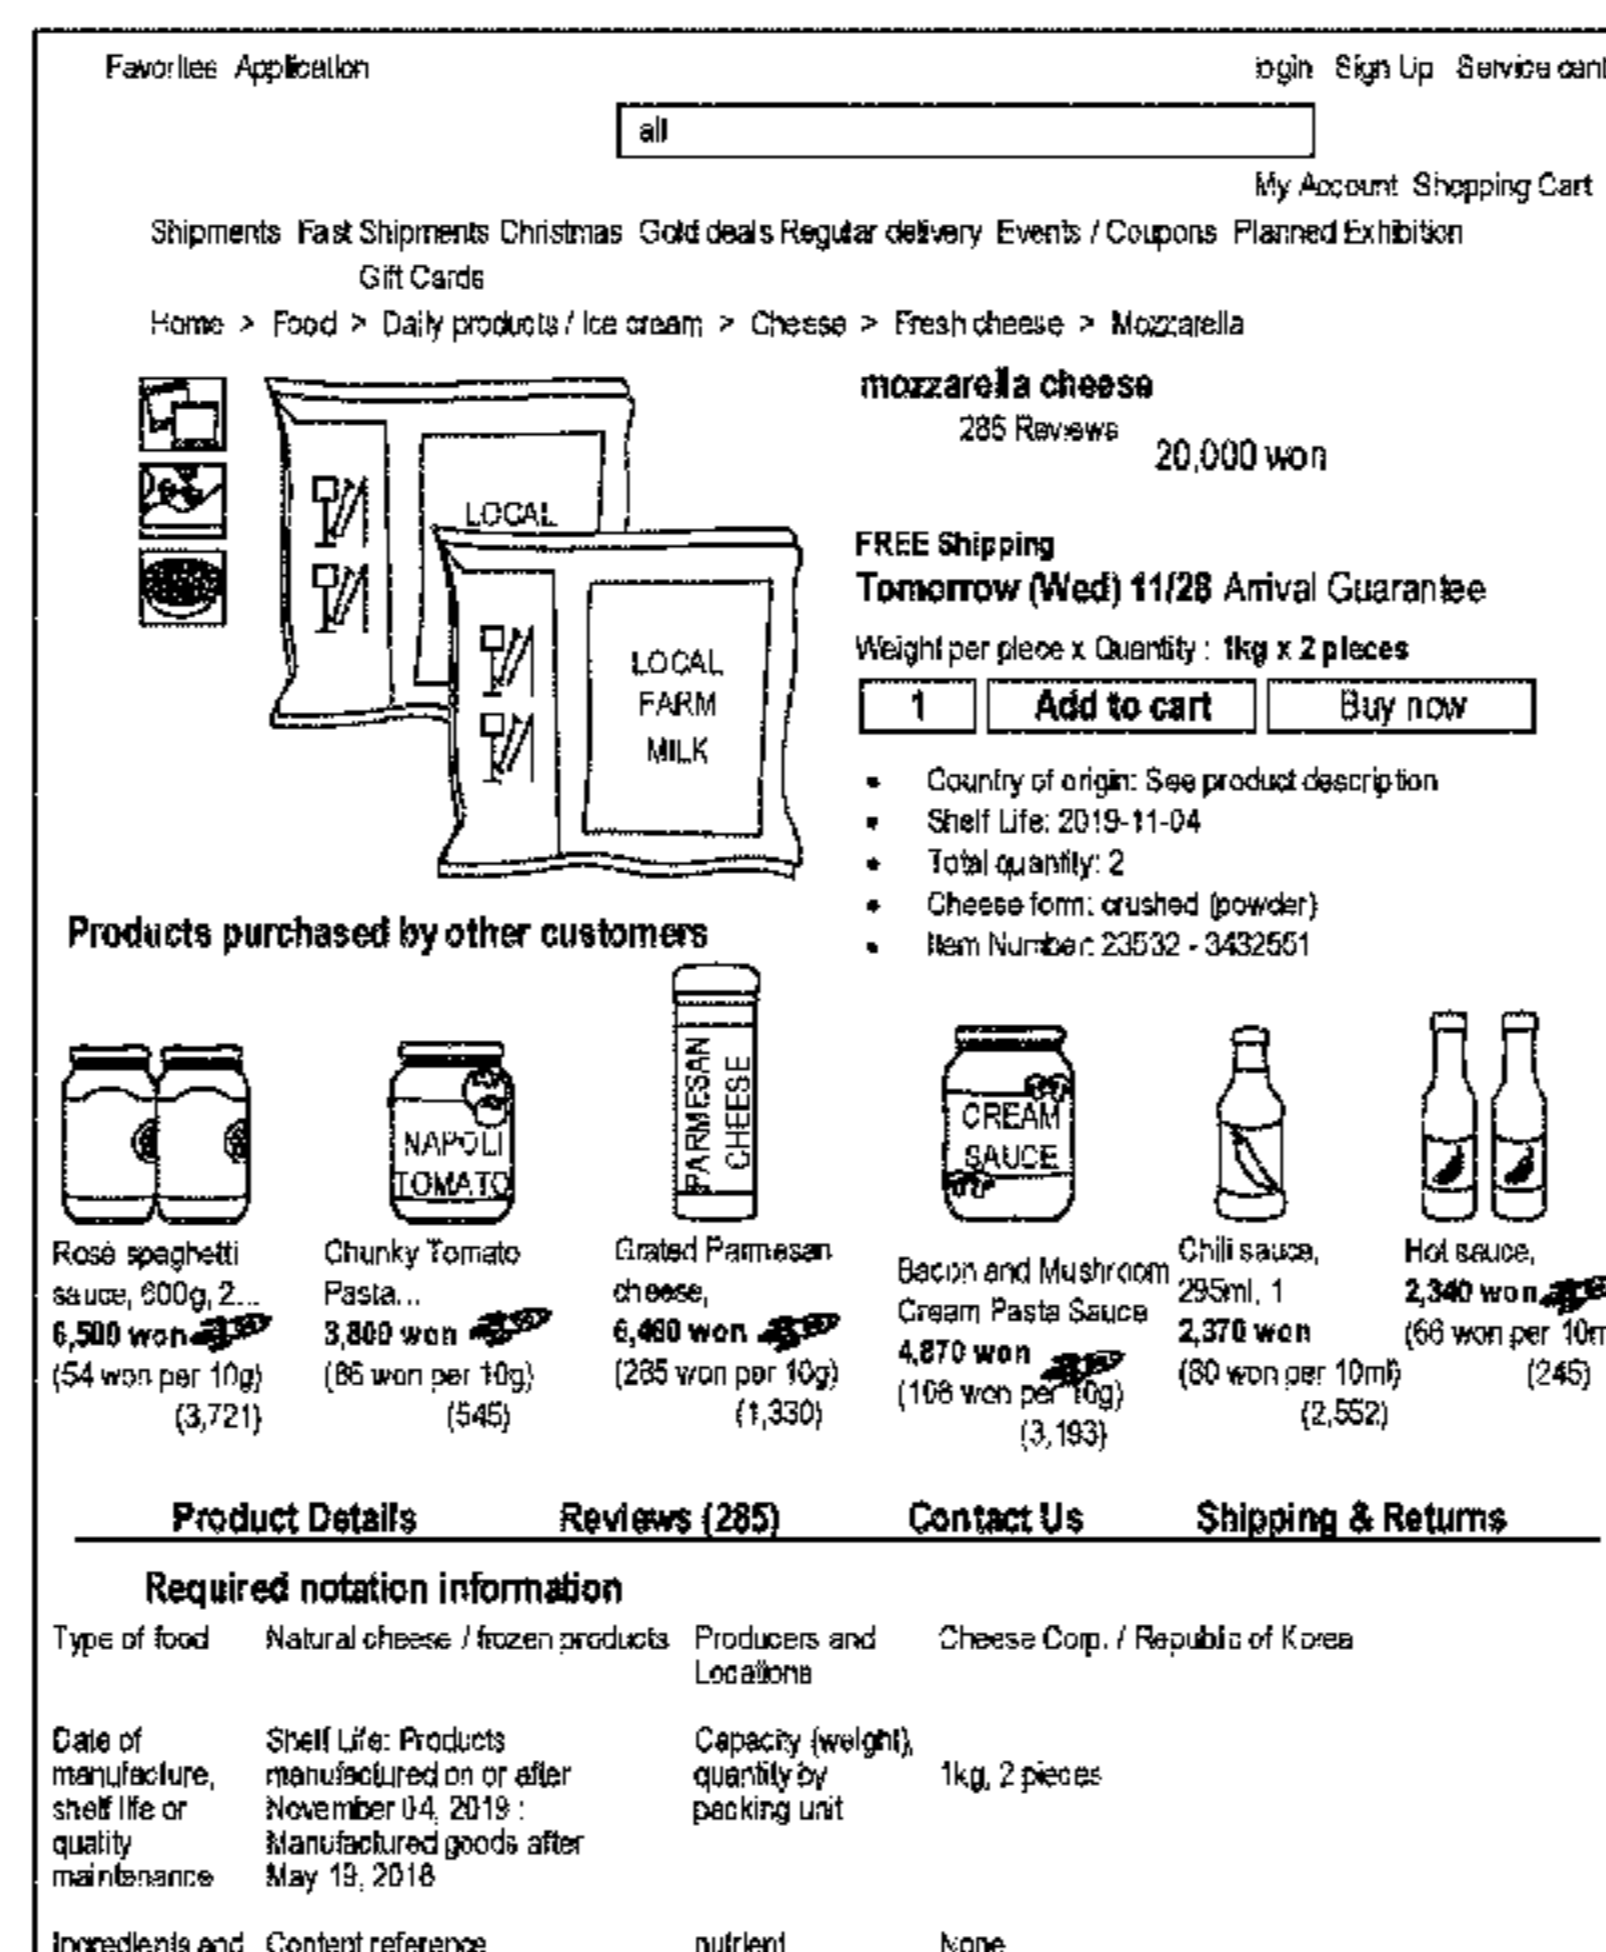 Favorites Application
login Sign Up Service cent
all
My Account Shopping Cart
Shipments Fast Shipments Christmas Gold deals Regular delivery Events / Coupons Planned Exhibition
Gift Cards
Home > Food > Daily products / Ice cream > Cheese > Fresh cheese > Mozzarella
mozzarella cheese
285 Reviews
20,000 won
LOCAL
LOCAL
FARM
MILK
FREE Shipping
Tomorrow (Wed) 11/28 Arrival Guarantee
Weight per piece x Quantity : 1kg x 2 pieces
1 Add to cart Buy now
• Country of origin: See product description
• Shelf Life: 2019-11-04
• Total quantity: 2
• Cheese form: crushed (powder)
• Item Number: 23532 - 3432551
Products purchased by other customers
NAPOLI
TOMATO
PARMESAN
CHEESE
CREAM
SAUCE
Rosé spaghetti
sauce, 600g, 2...
6,500 won
(54 won per 10g)
(3,721)
Chunky Tomato
Pasta...
3,800 won
(86 won per 10g)
(545)
Grated Parmesan
cheese,
6,460 won
(285 won per 10g)
(1,330)
Bacon and Mushroom
Cream Pasta Sauce
4,870 won
(108 won per 10g)
(3,193)
Chili sauce,
295ml, 1
2,370 won
(80 won per 10ml)
(2,552)
Hot sauce,
2,340 won
(66 won per 10m
(245)
Product Details Reviews (285) Contact Us Shipping & Returns
Required notation information
Type of food Natural cheese / frozen products Producers and
Locations
Cheese Corp. / Republic of Korea
Date of
manufacture,
shelf life or
quality
maintenance
Shelf Life: Products
manufactured on or after
November 04, 2019 :
Manufactured goods after
May 19, 2018
Capacity (weight),
quantity by
packing unit
1kg, 2 pieces
Ingredients and Content reference nutrient None